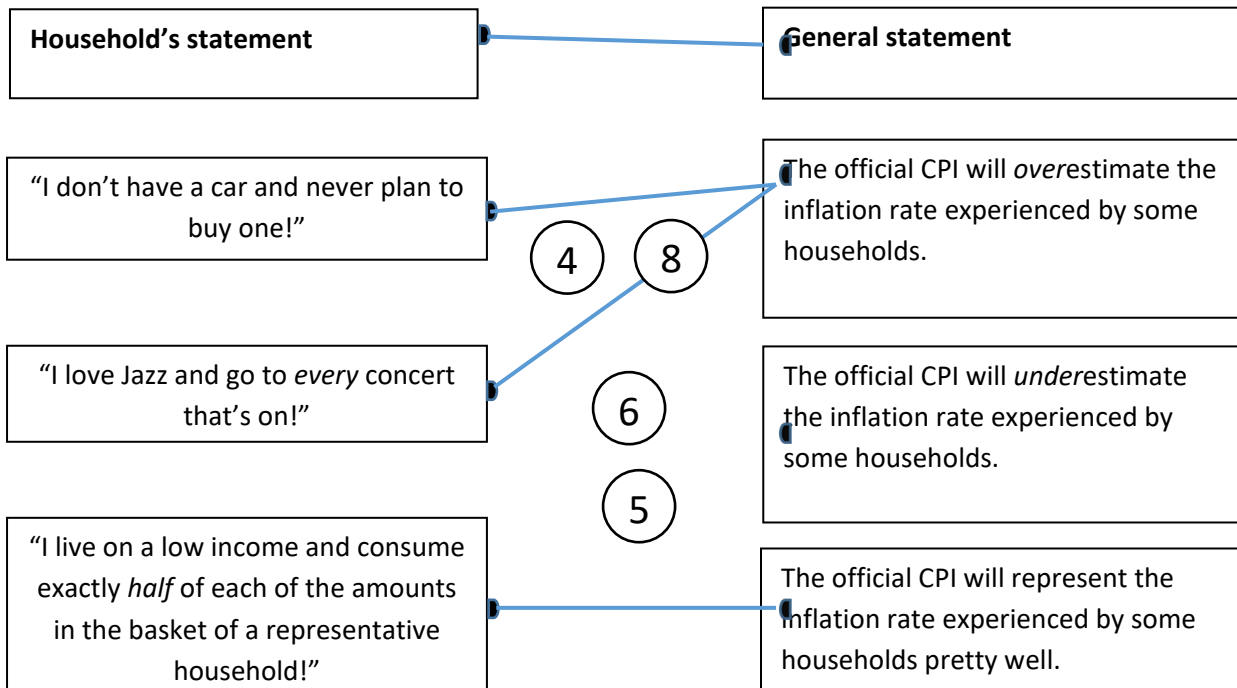 Household’s statement
General statement
“I don’t have a car and never plan to
buy one!”
The official CPI will overestimate the
inflation rate experienced by some
households.
4
8
“I love Jazz and go to every concert
that’s on!”
The official CPI will underestimate
the inflation rate experienced by
some households.
6
5
“I live on a low income and consume
exactly half of each of the amounts
in the basket of a representative
household!”
The official CPI will represent the
inflation rate experienced by some
households pretty well.